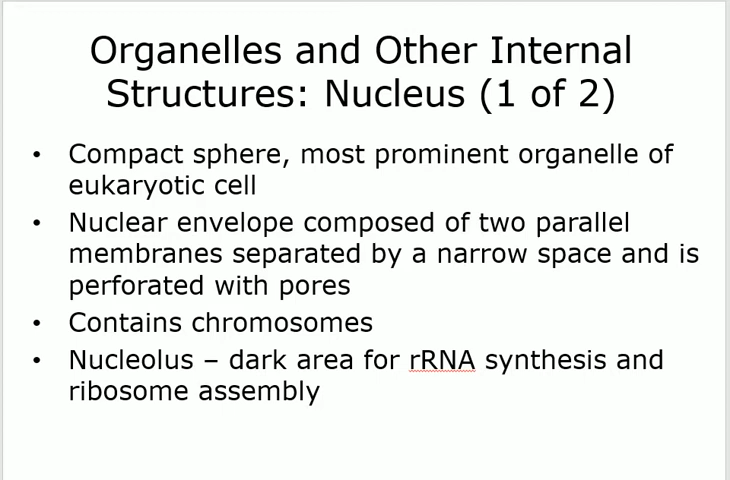 Organelles and Other Internal
Structures: Nucleus (1 of 2)
• Compact sphere, most prominent organelle of
eukaryotic cell
• Nuclear envelope composed of two parallel
membranes separated by a narrow space and is
perforated with pores
• Contains chromosomes
• Nucleolus – dark area for rRNA synthesis and
ribosome assembly